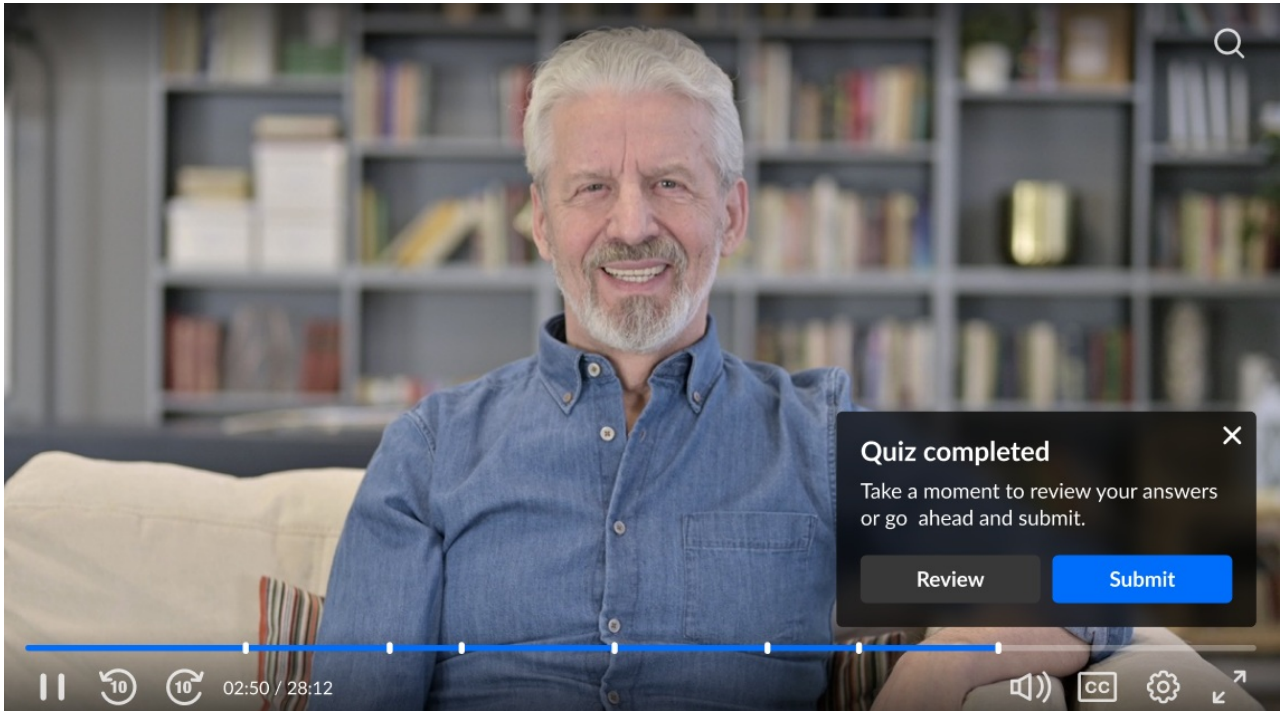 Quiz completed
Take a moment to review your answers
or go  ahead and submit.
Review Submit
10 10 02:50 / 28:12 CC